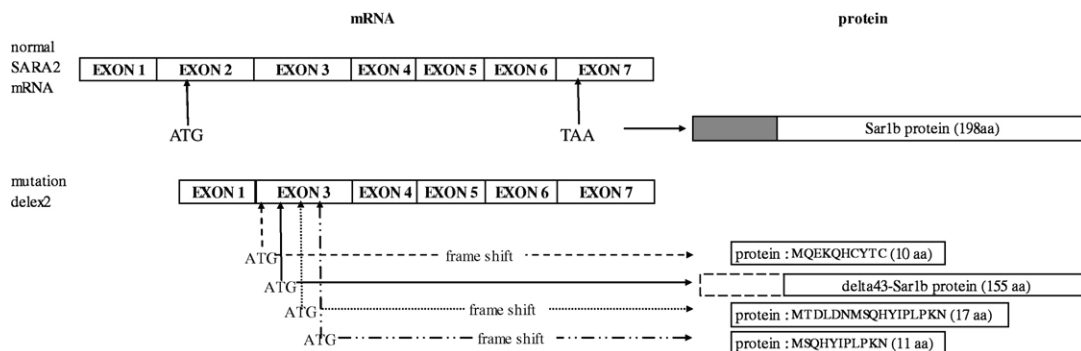 mRNA protein
normal
SARA2
mRNA
EXON 1 EXON 2 EXON 3 EXON 4 EXON 5 EXON 6 EXON 7
ATG TAA Sar1b protein (198aa)
mutation
delex2
EXON 1 EXON 3 EXON 4 EXON 5 EXON 6 EXON 7
ATG frame shift protein : MQEKQHCYTC (10 aa)
ATG delta43-Sar1b protein (155 aa)
ATG frame shift protein : MTDLDNMSQHYIPLPKN (17 aa)
ATG frame shift protein : MSQHYIPLPKN (11 aa)